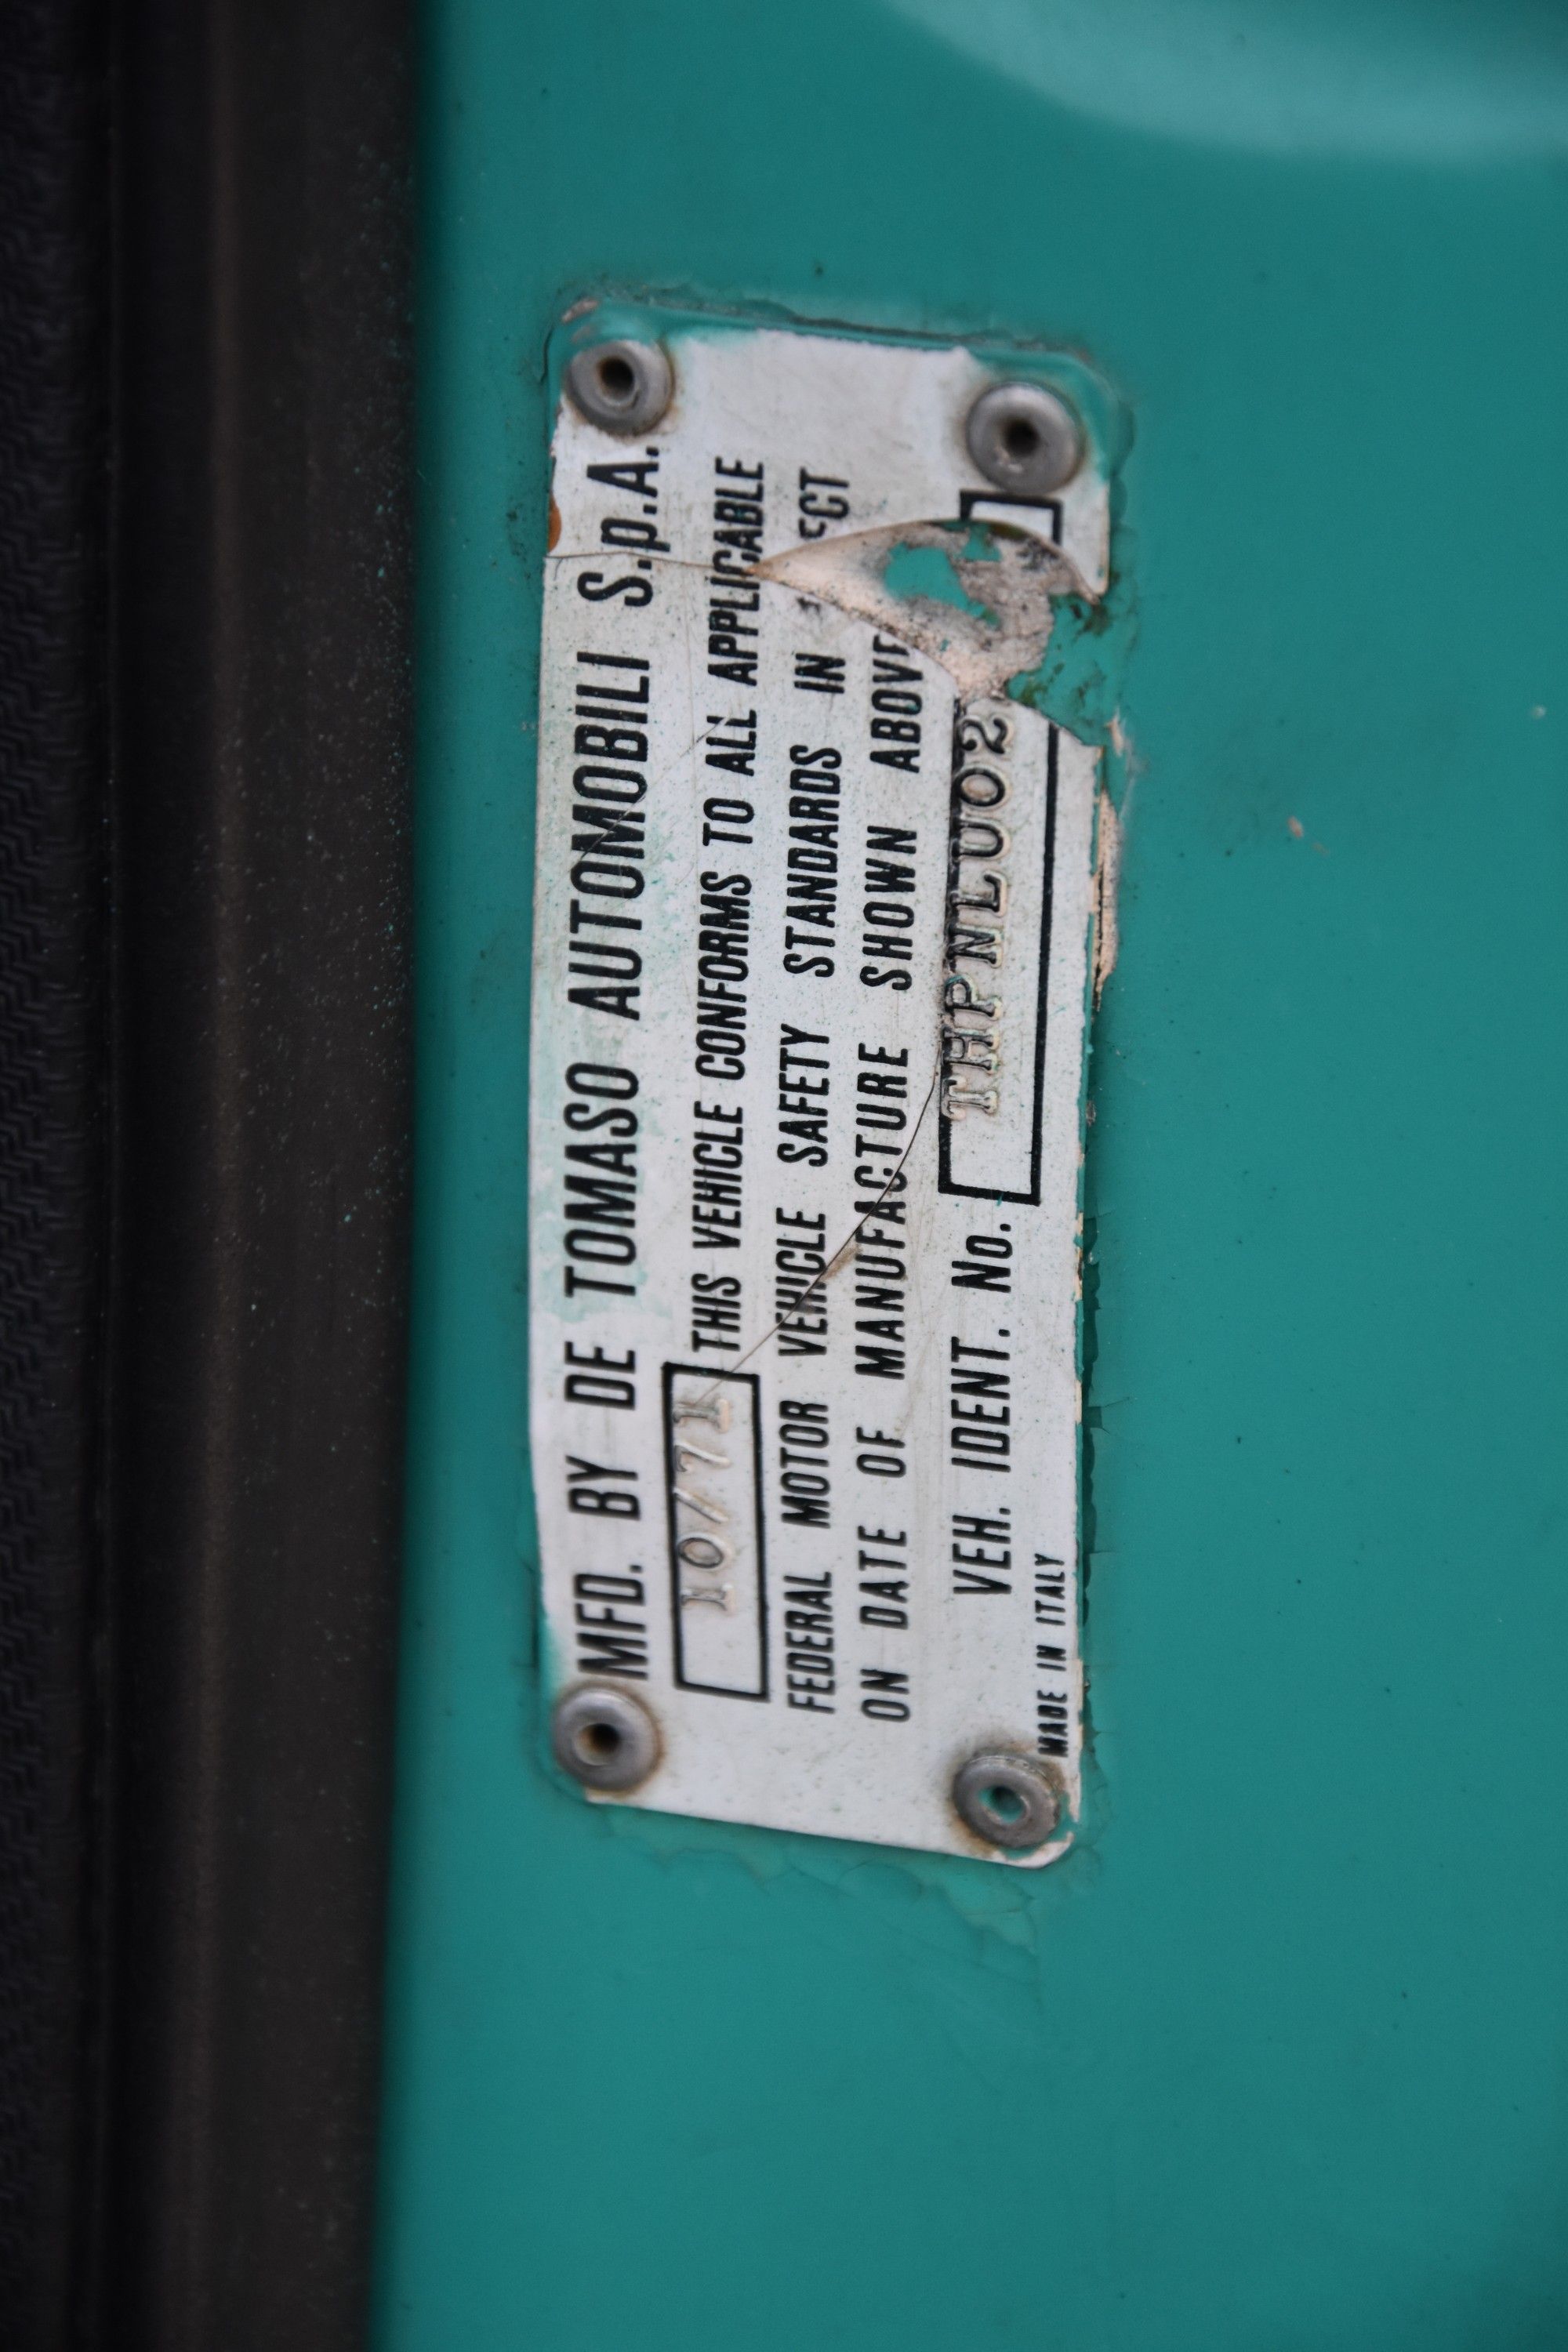 MFD. BY DE TOMASO AUTOMOBILI S.p.A.
10/71 THIS VEHICLE CONFORMS TO ALL APPLICABLE
FEDERAL MOTOR VEHICLE SAFETY STANDARDS IN
ON DATE OF MANUFACTURE SHOWN ABOVE
VEH. IDENT. No. THPNLU02
MADE IN ITALY